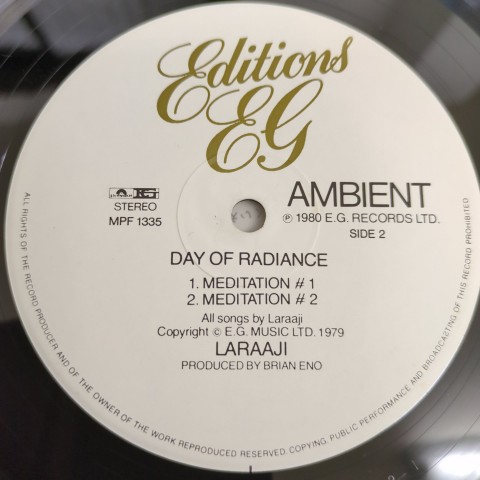 Editions
EG
AMBIENT
STEREO
MPF 1335
℗ 1980 E.G. RECORDS LTD.
SIDE 2
DAY OF RADIANCE
1. MEDITATION # 1
2. MEDITATION # 2
All songs by Laraaji
Copyright © E.G. MUSIC LTD. 1979
LARAAJI
PRODUCED BY BRIAN ENO
ALL RIGHTS OF THE RECORD PRODUCER AND OF THE OWNER OF THE WORK REPRODUCED RESERVED. COPYING, PUBLIC PERFORMANCE AND BROADCASTING OF THIS RECORD PROHIBITED